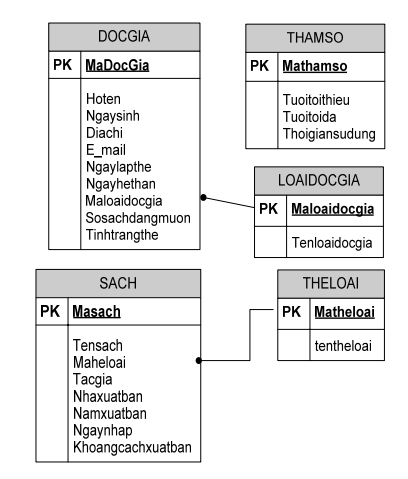 DOCGIA
PK MaDocGia
Hoten
Ngaysinh
Diachi
E_mail
Ngaylapthe
Ngayhethan
Maloaidocgia
Sosachdangmuon
Tinhtrangthe
THAMSO
PK Mathamso
Tuoitoithieu
Tuoitoida
Thoigiansudung
LOAIDOCGIA
PK Maloaidocgia
Tenloaidocgia
SACH
PK Masach
Tensach
Maheloai
Tacgia
Nhaxuatban
Namxuatban
Ngaynhap
Khoangcachxuatban
THELOAI
PK Matheloai
tentheloai